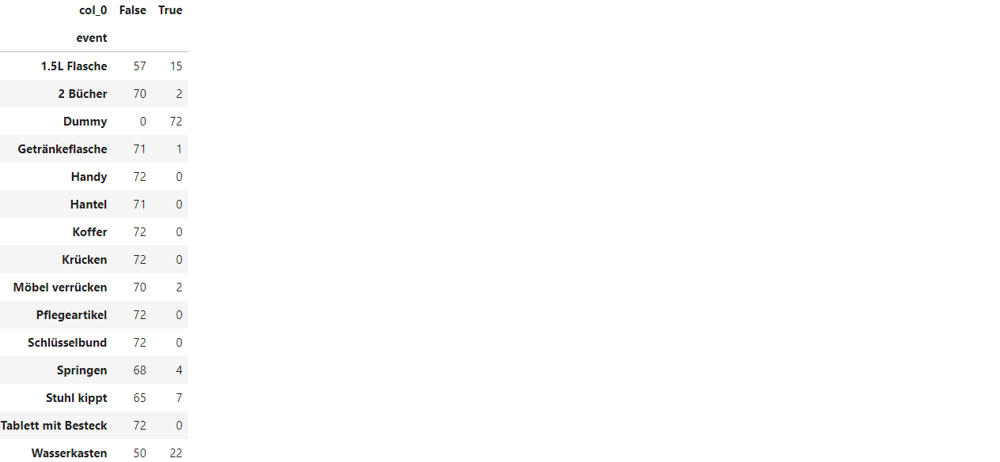 col_0 False True
event
1.5L Flasche 57 15
2 Bücher 70 2
Dummy 0 72
Getränkeflasche 71 1
Handy 72 0
Hantel 71 0
Koffer 72 0
Krücken 72 0
Möbel verrücken 70 2
Pflegeartikel 72 0
Schlüsselbund 72 0
Springen 68 4
Stuhl kippt 65 7
Tablett mit Besteck 72 0
Wasserkasten 50 22